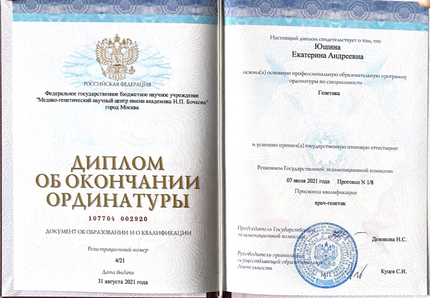 РОССИЙСКАЯ ФЕДЕРАЦИЯ
Федеральное государственное бюджетное научное учреждение
"Медико-генетический научный центр имени академика Н.П. Бочкова"
город Москва
ДИПЛОМ
ОБ ОКОНЧАНИИ
ОРДИНАТУРЫ
107704 002920
ДОКУМЕНТ ОБ ОБРАЗОВАНИИ И О КВАЛИФИКАЦИИ
Регистрационный номер
4/21
Дата выдачи
31 августа 2021 года
Настоящий диплом свидетельствует о том, что
Юшина
Екатерина Андреевна
освоил(а) основную профессиональную образовательную программу
ординатуры по специальности
Генетика
и успешно прошел(а) государственную итоговую аттестацию
Решением Государственной экзаменационной комиссии
07 июля 2021 года Протокол N 1/8
Присвоена квалификация
врач-генетик
Председатель Государственной
экзаменационной комиссии
Демикова Н.С.
Руководитель организации,
осуществляющей образовательную
деятельность
Куцев С.И.